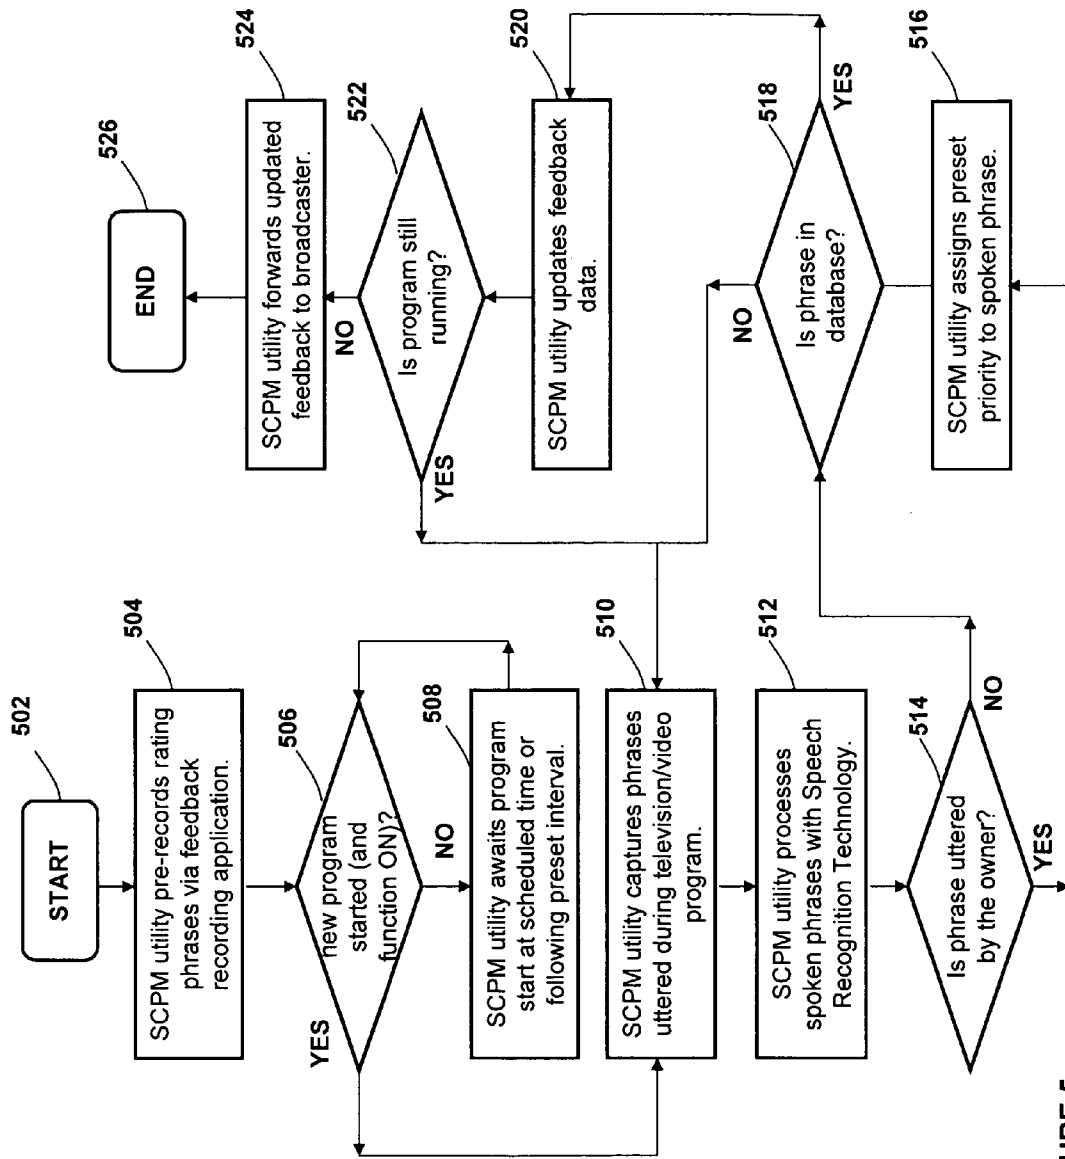 502
START
504
SCPM utility pre-records rating
phrases via feedback
recording application.
506
new program
started (and
function ON)?
YES
NO
508
SCPM utility awaits program
start at scheduled time or
following preset interval.
510
SCPM utility captures phrases
uttered during television/video
program.
512
SCPM utility processes
spoken phrases with Speech
Recognition Technology.
514
Is phrase uttered
by the owner?
NO
YES
516
SCPM utility assigns preset
priority to spoken phrase.
518
Is phrase in
database?
NO
YES
520
SCPM utility updates feedback
data.
522
Is program still
running?
YES
NO
524
SCPM utility forwards updated
feedback to broadcaster.
526
END